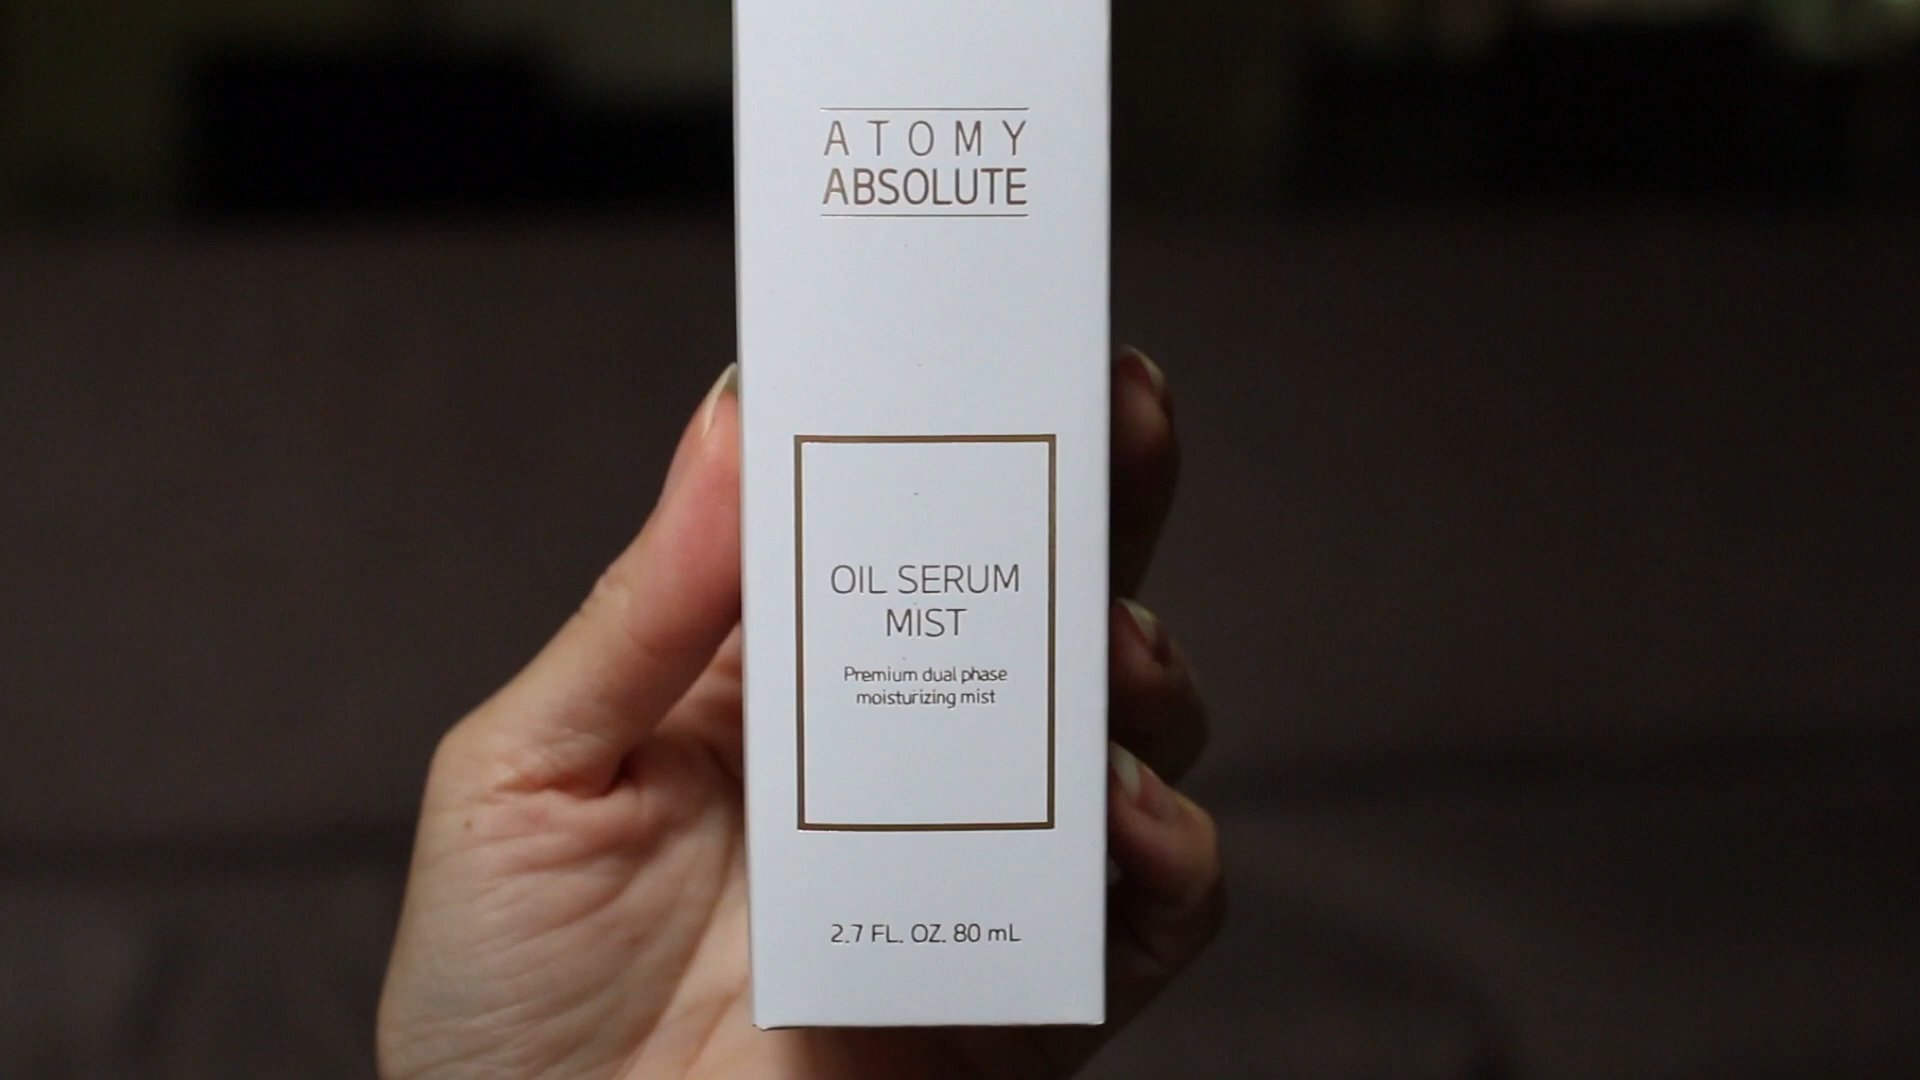 ATOMY
ABSOLUTE
OIL SERUM
MIST
Premium dual phase
moisturizing mist
2.7 FL. OZ. 80 mL